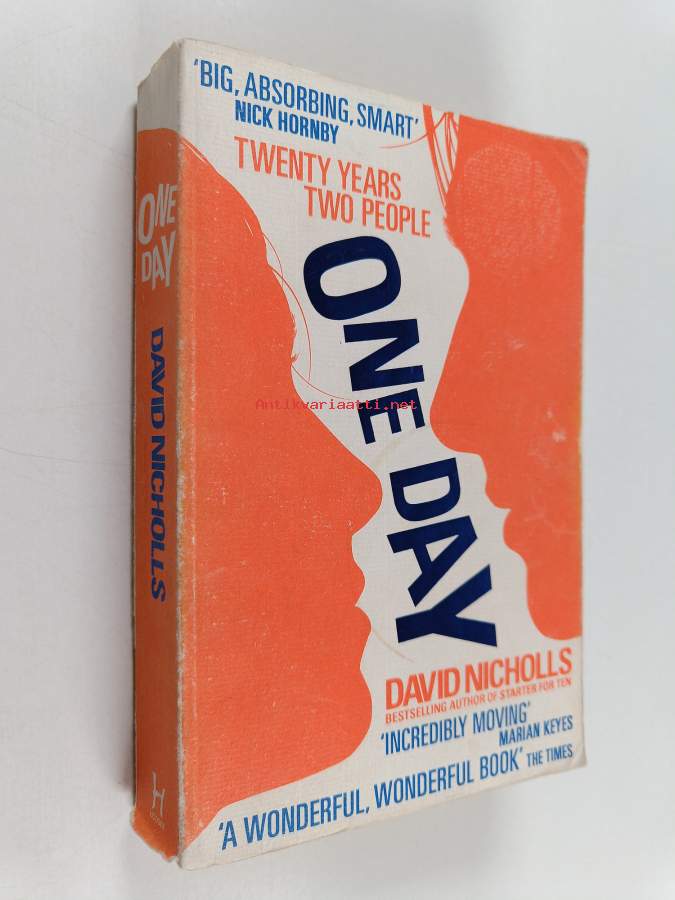 'BIG, ABSORBING, SMART'
NICK HORNBY
TWENTY YEARS
TWO PEOPLE
ONE DAY
DAVID NICHOLLS
BESTSELLING AUTHOR OF STARTER FOR TEN
'INCREDIBLY MOVING'
MARIAN KEYES
'A WONDERFUL, WONDERFUL BOOK' THE TIMES
ONE
DAY
DAVID NICHOLLS
H
Antikvariaatti.net